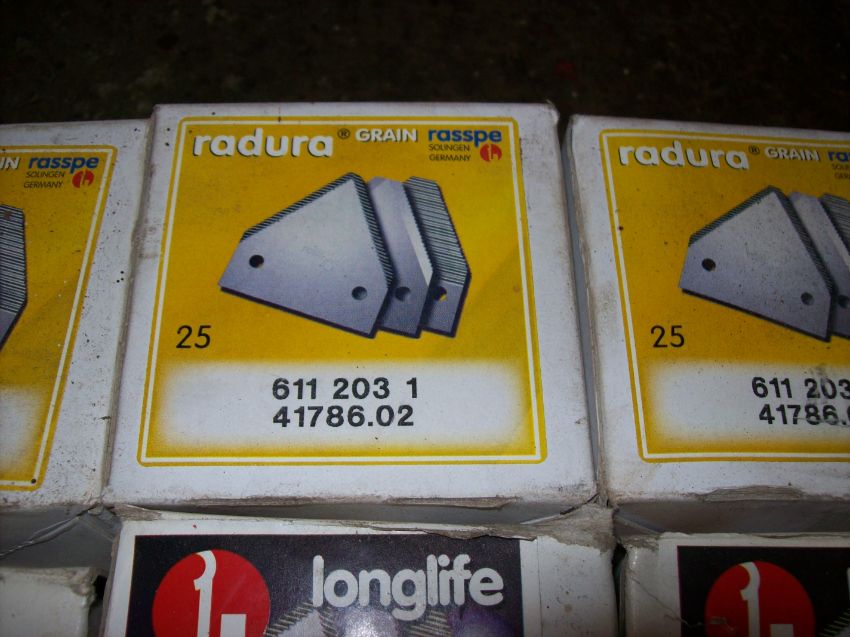 IN rasspe
SOLINGEN
GERMANY
radura® GRAIN rasspe
SOLINGEN
GERMANY
25
611 203 1
41786.02
radura® GRAIN
25
611 203
41786.
longlife